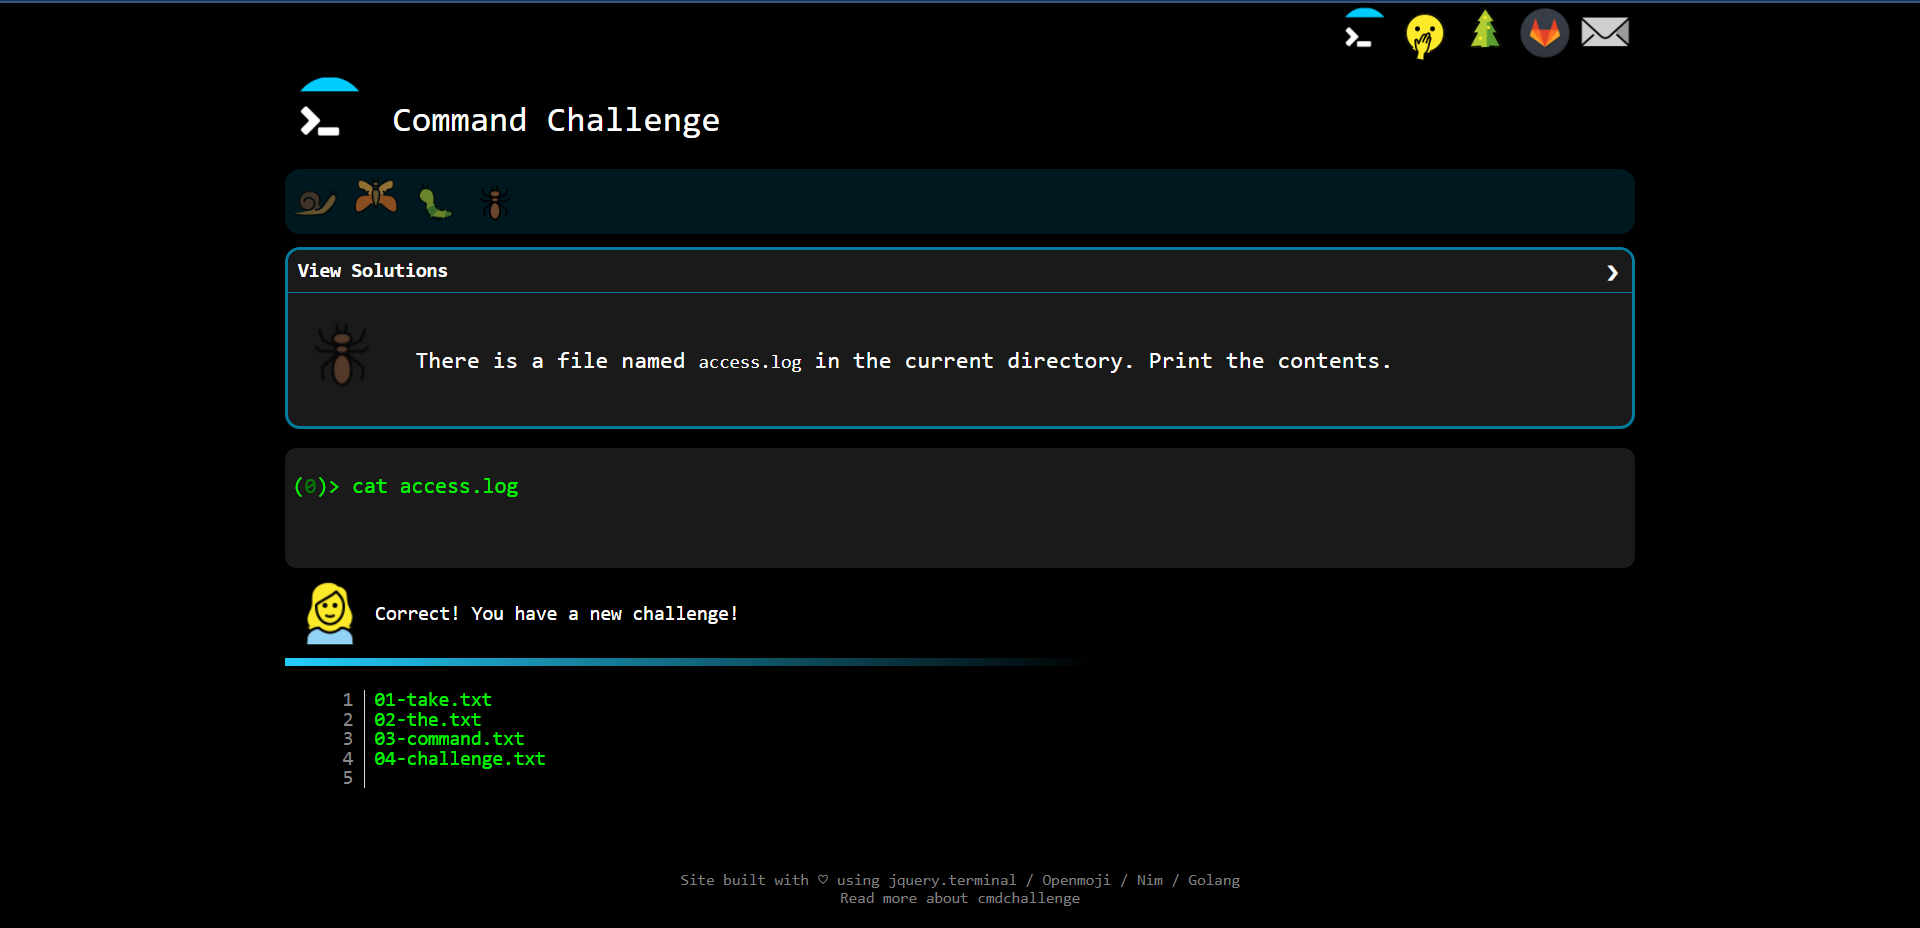 Command Challenge
View Solutions
There is a file named access.log in the current directory. Print the contents.
(0)> cat access.log
Correct! You have a new challenge!
1 01-take.txt
2 02-the.txt
3 03-command.txt
4 04-challenge.txt
5
Site built with ♡ using jquery.terminal / Openmoji / Nim / Golang
Read more about cmdchallenge